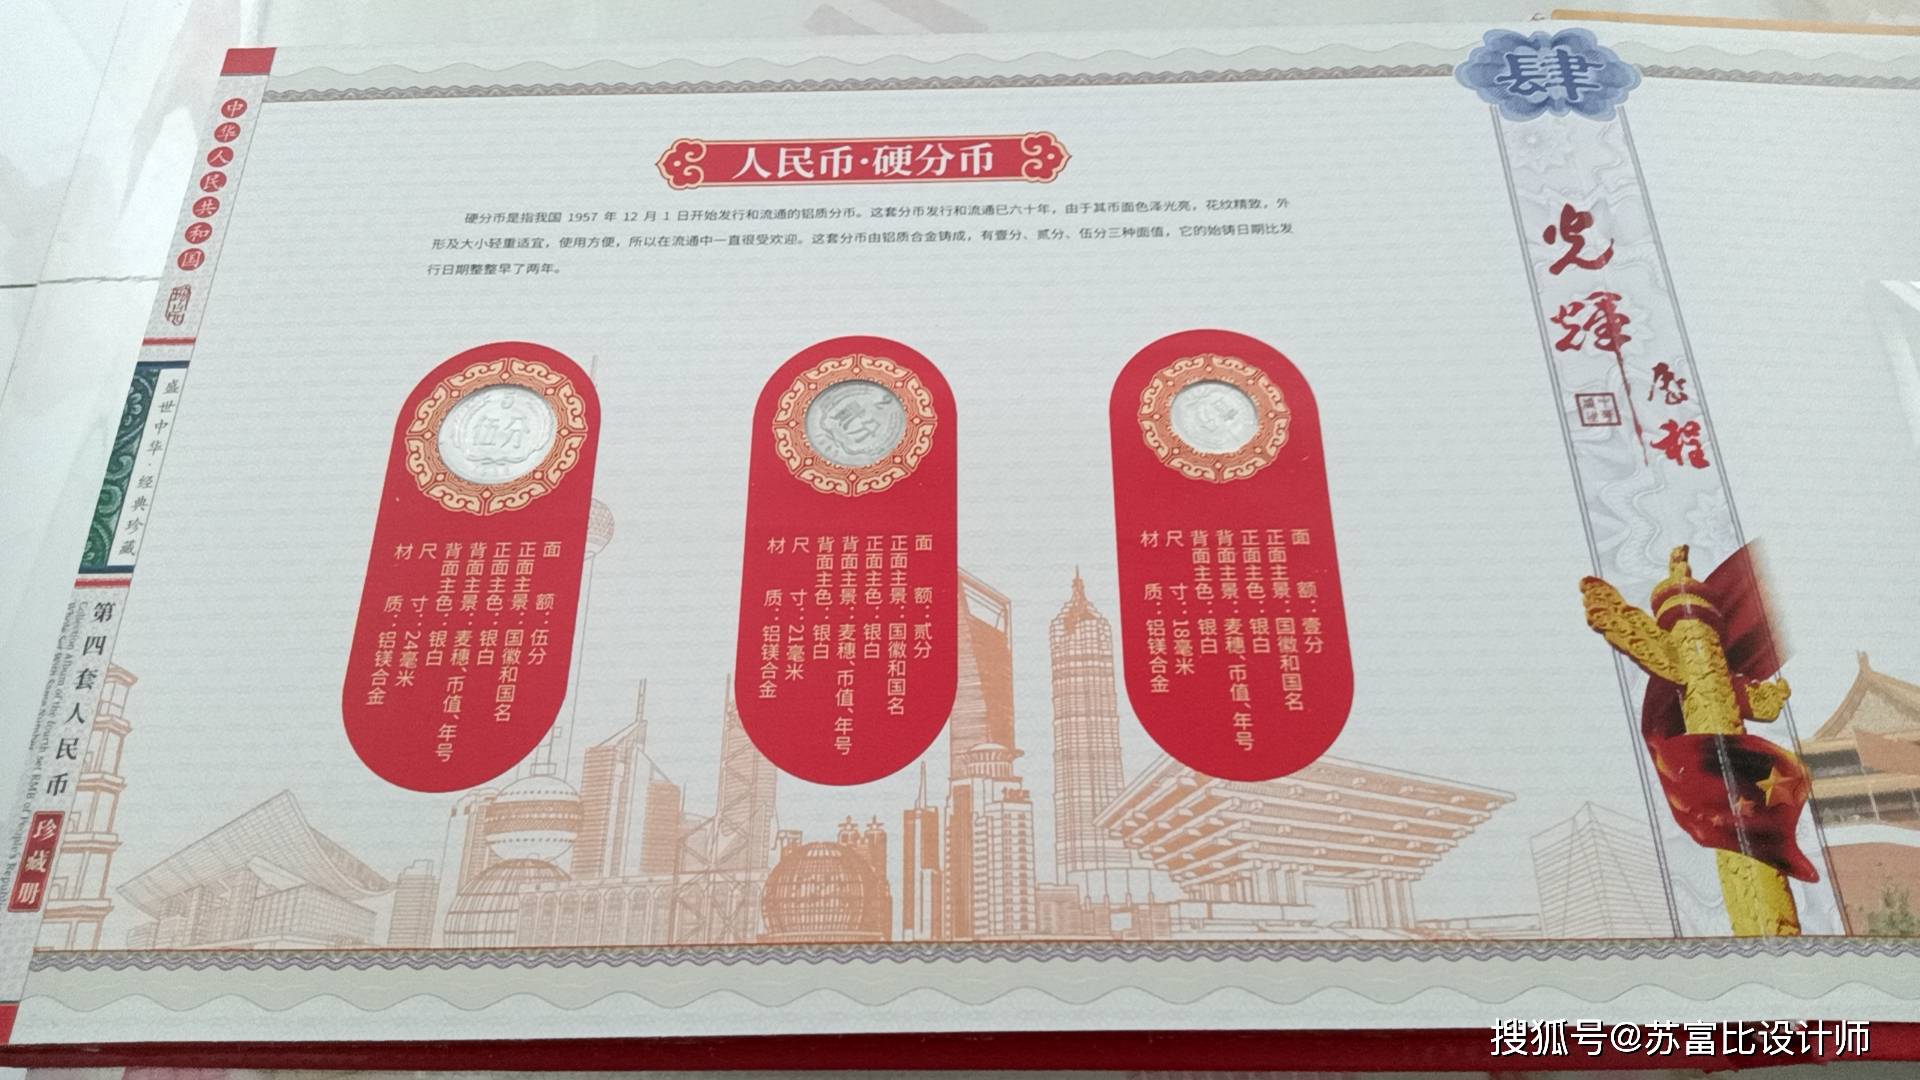 中华人民共和国
盛世中华·经典珍藏
第四套人民币
珍藏册
人民币·硬分币
硬分币是指我国 1957 年 12 月 1 日开始发行和流通的铝质分币。这套分币发行和流通已六十年，由于其币面色泽光亮，花纹精致，外
形及大小轻重适宜，使用方便，所以在流通中一直很受欢迎。这套分币由铝质合金铸成，有壹分、贰分、伍分三种面值，它的始铸日期比发
行日期整整早了两年。
5
伍分
面额：伍分
正面主景：国徽和国名
正面主色：银白
背面主景：麦穗、币值、年号
背面主色：银白
尺寸：24毫米
材质：铝镁合金
2
贰分
面额：贰分
正面主景：国徽和国名
正面主色：银白
背面主景：麦穗、币值、年号
背面主色：银白
尺寸：21毫米
材质：铝镁合金
面额：壹分
正面主景：国徽和国名
正面主色：银白
背面主景：麦穗、币值、年号
背面主色：银白
尺寸：18毫米
材质：铝镁合金
肆
光辉
历程
搜狐号@苏富比设计师